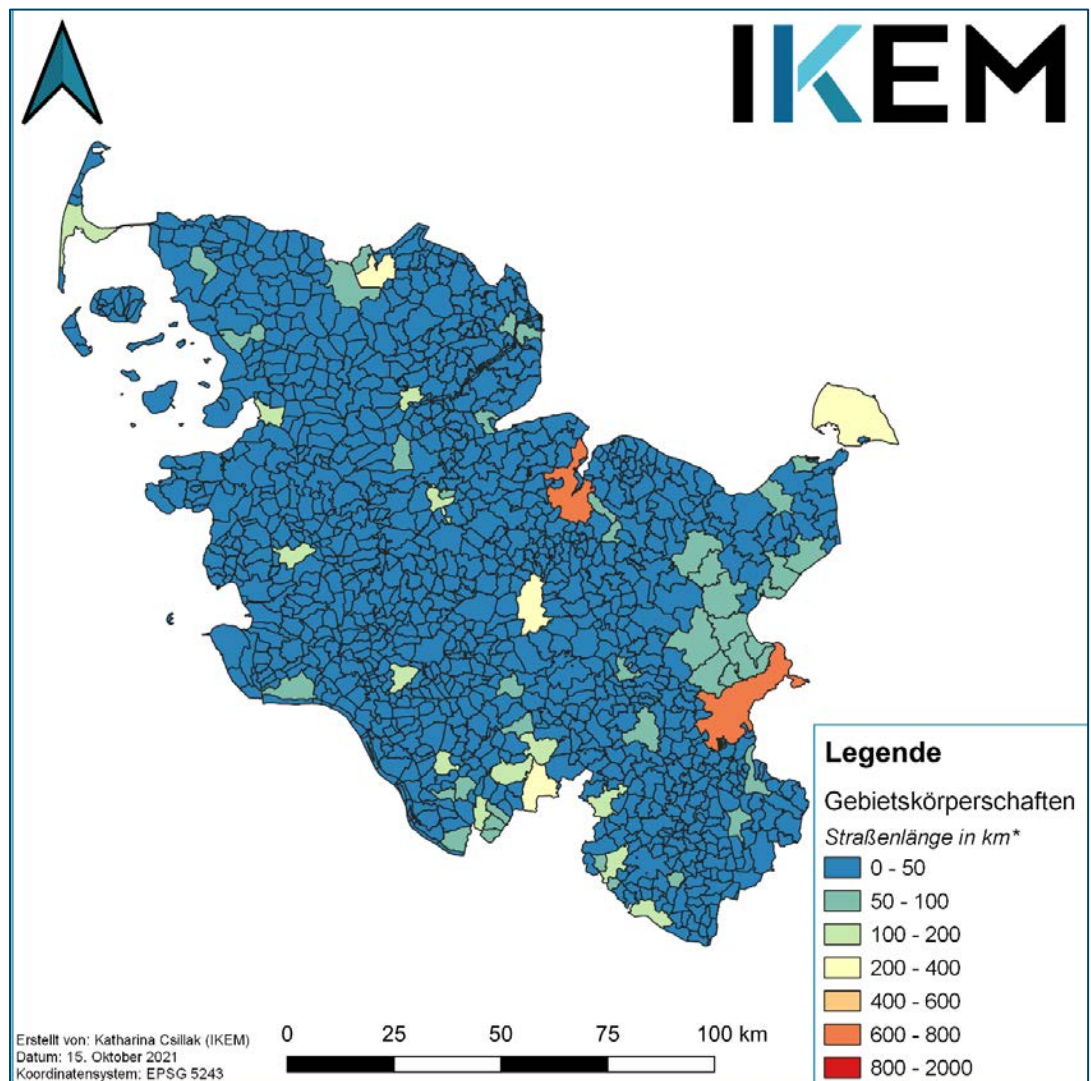 IKEM
Legende
Gebietskörperschaften
Straßenlänge in km*
0 - 50
50 - 100
100 - 200
200 - 400
400 - 600
600 - 800
800 - 2000
Erstellt von: Katharina Csillak (IKEM)
Datum: 15. Oktober 2021
Koordinatensystem: EPSG 5243
0 25 50 75 100 km